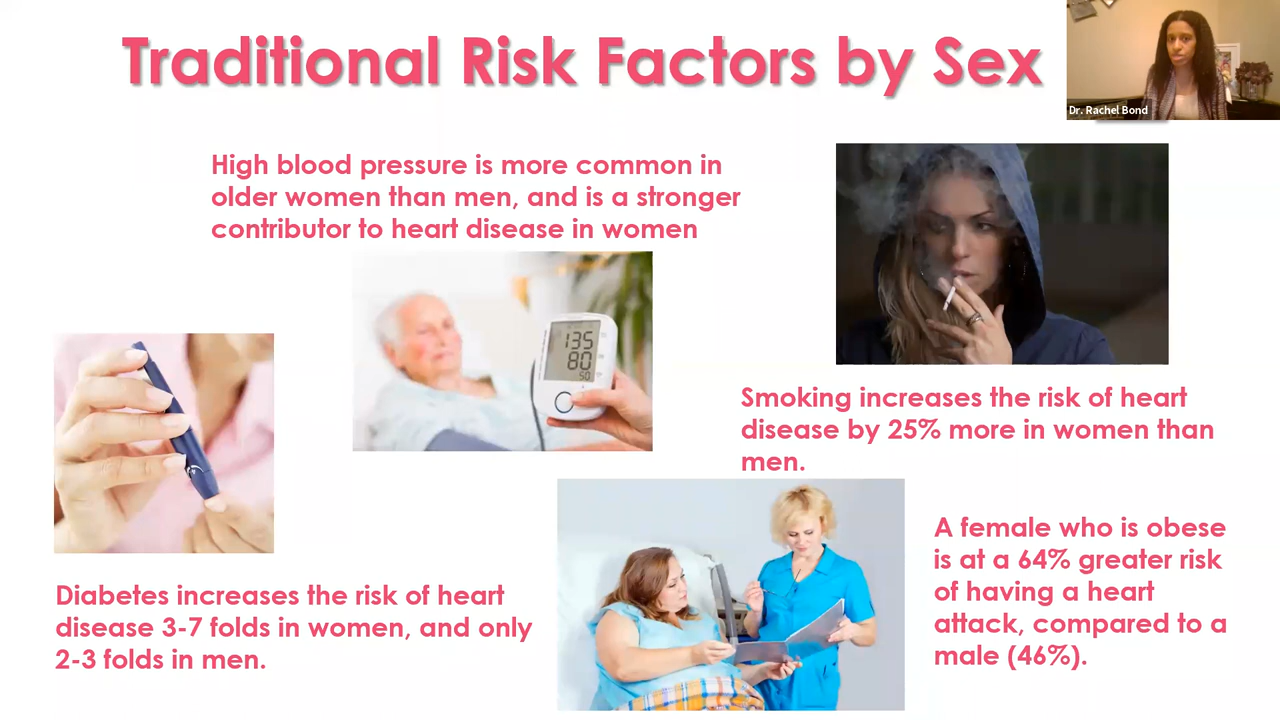 Traditional Risk Factors by Sex
Dr. Rachel Bond
High blood pressure is more common in
older women than men, and is a stronger
contributor to heart disease in women
135
80
50
Smoking increases the risk of heart
disease by 25% more in women than
men.
A female who is obese
is at a 64% greater risk
of having a heart
attack, compared to a
male (46%).
Diabetes increases the risk of heart
disease 3-7 folds in women, and only
2-3 folds in men.